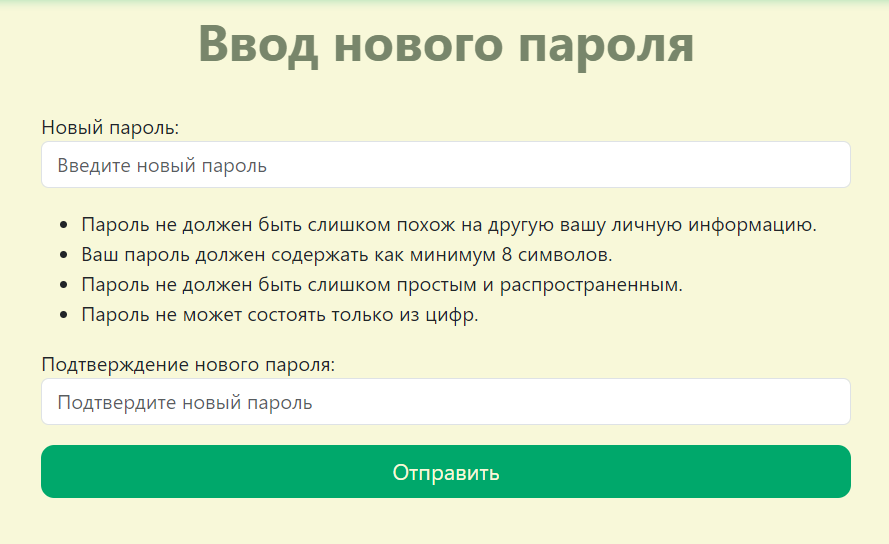 Ввод нового пароля
Новый пароль:
Введите новый пароль
• Пароль не должен быть слишком похож на другую вашу личную информацию.
• Ваш пароль должен содержать как минимум 8 символов.
• Пароль не должен быть слишком простым и распространенным.
• Пароль не может состоять только из цифр.
Подтверждение нового пароля:
Подтвердите новый пароль
Отправить